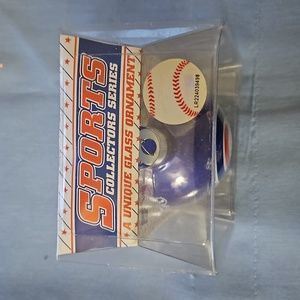 SPORTS
COLLECTORS SERIES
A UNIQUE GLASS ORNAMENT